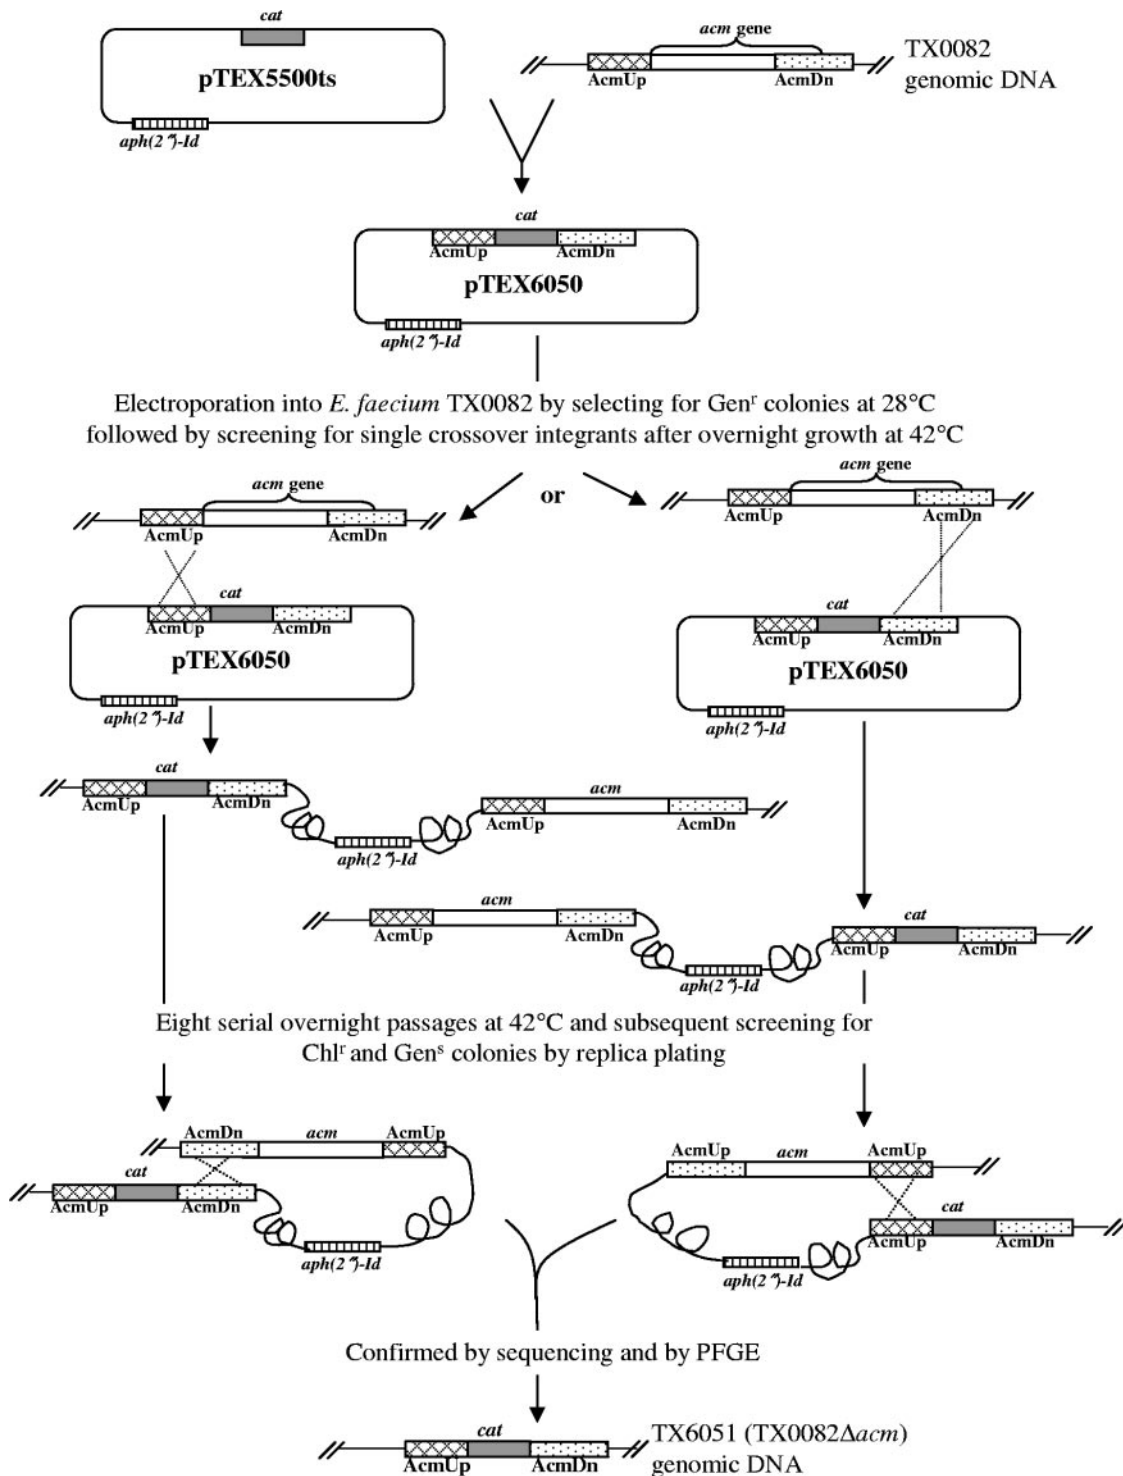 cat
pTEX5500ts
aph(2‴)-Id
acm gene
AcmUp
AcmDn
TX0082
genomic DNA
cat
AcmUp
AcmDn
pTEX6050
aph(2‴)-Id
Electroporation into E. faecium TX0082 by selecting for Genʳ colonies at 28°C
followed by screening for single crossover integrants after overnight growth at 42°C
or
acm gene
AcmUp
AcmDn
cat
AcmUp
AcmDn
pTEX6050
aph(2‴)-Id
acm gene
AcmUp
AcmDn
cat
AcmUp
AcmDn
pTEX6050
aph(2‴)-Id
cat
AcmUp
AcmDn
aph(2‴)-Id
acm
AcmUp
AcmDn
acm
AcmUp
AcmDn
aph(2‴)-Id
cat
AcmUp
AcmDn
Eight serial overnight passages at 42°C and subsequent screening for
Chlʳ and Genˢ colonies by replica plating
AcmDn
acm
AcmUp
cat
AcmUp
AcmDn
aph(2‴)-Id
AcmUp
acm
AcmUp
cat
AcmUp
AcmDn
aph(2‴)-Id
Confirmed by sequencing and by PFGE
cat
AcmUp
AcmDn
TX6051 (TX0082Δacm)
genomic DNA